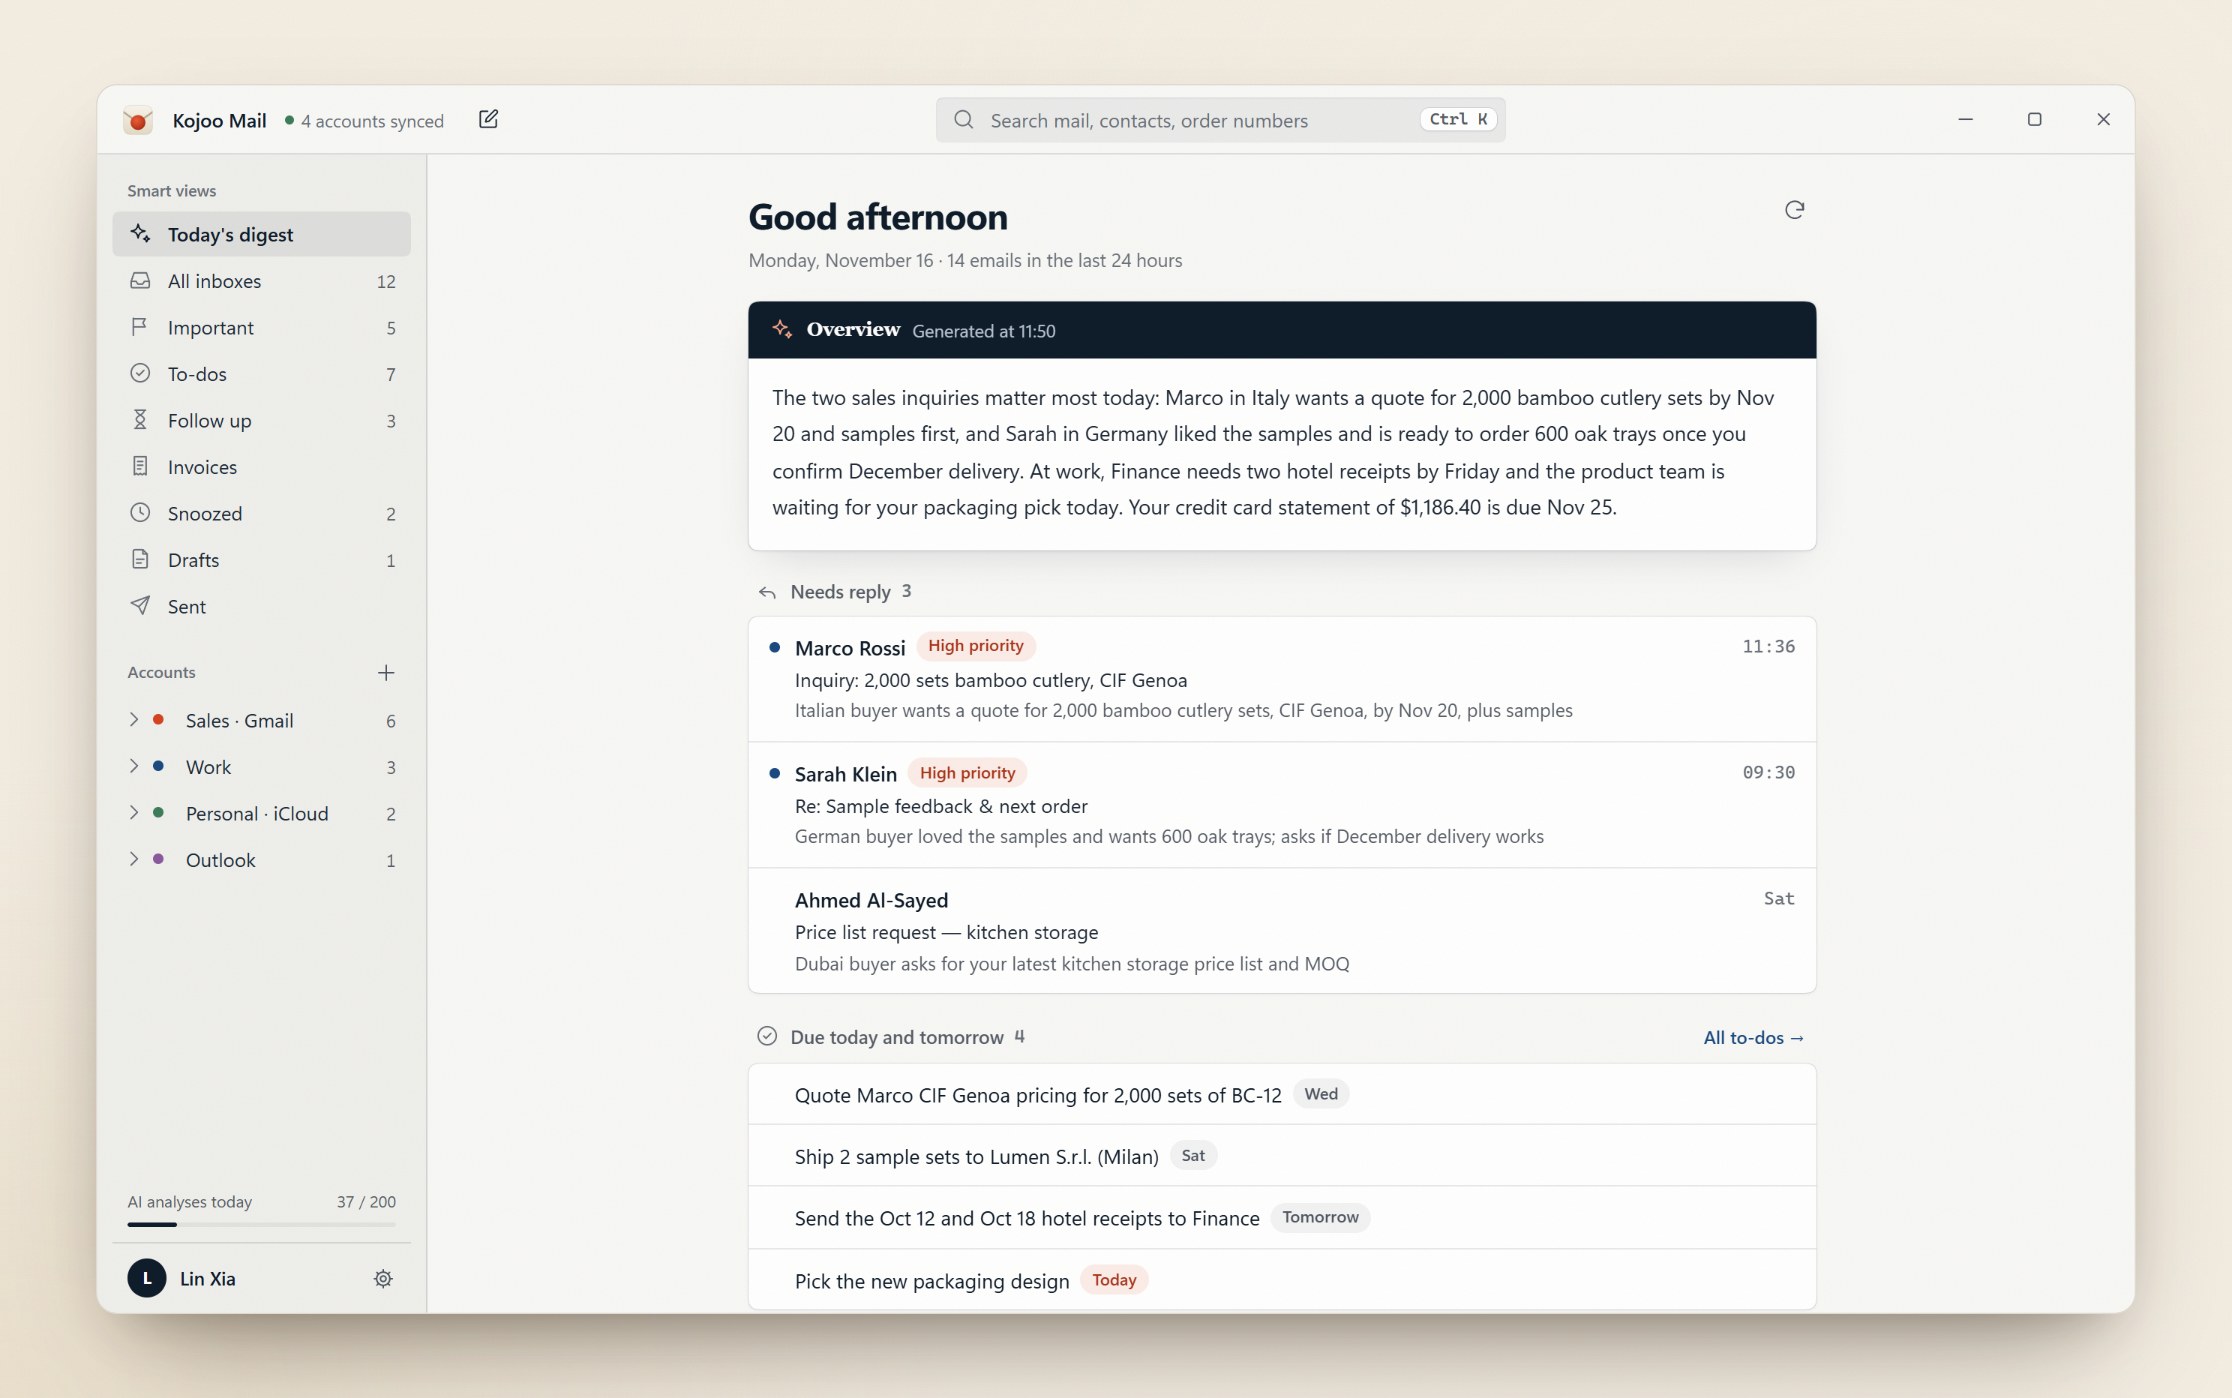 Kojoo Mail
4 accounts synced
Search mail, contacts, order numbers
Ctrl K
Smart views
Today's digest
All inboxes 12
Important 5
To-dos 7
Follow up 3
Invoices
Snoozed 2
Drafts 1
Sent
Accounts
Sales · Gmail 6
Work 3
Personal · iCloud 2
Outlook 1
AI analyses today 37 / 200
L Lin Xia
Good afternoon
Monday, November 16 · 14 emails in the last 24 hours
Overview Generated at 11:50
The two sales inquiries matter most today: Marco in Italy wants a quote for 2,000 bamboo cutlery sets by Nov
20 and samples first, and Sarah in Germany liked the samples and is ready to order 600 oak trays once you
confirm December delivery. At work, Finance needs two hotel receipts by Friday and the product team is
waiting for your packaging pick today. Your credit card statement of $1,186.40 is due Nov 25.
Needs reply 3
Marco Rossi High priority 11:36
Inquiry: 2,000 sets bamboo cutlery, CIF Genoa
Italian buyer wants a quote for 2,000 bamboo cutlery sets, CIF Genoa, by Nov 20, plus samples
Sarah Klein High priority 09:30
Re: Sample feedback & next order
German buyer loved the samples and wants 600 oak trays; asks if December delivery works
Ahmed Al-Sayed Sat
Price list request — kitchen storage
Dubai buyer asks for your latest kitchen storage price list and MOQ
Due today and tomorrow 4 All to-dos →
Quote Marco CIF Genoa pricing for 2,000 sets of BC-12 Wed
Ship 2 sample sets to Lumen S.r.l. (Milan) Sat
Send the Oct 12 and Oct 18 hotel receipts to Finance Tomorrow
Pick the new packaging design Today